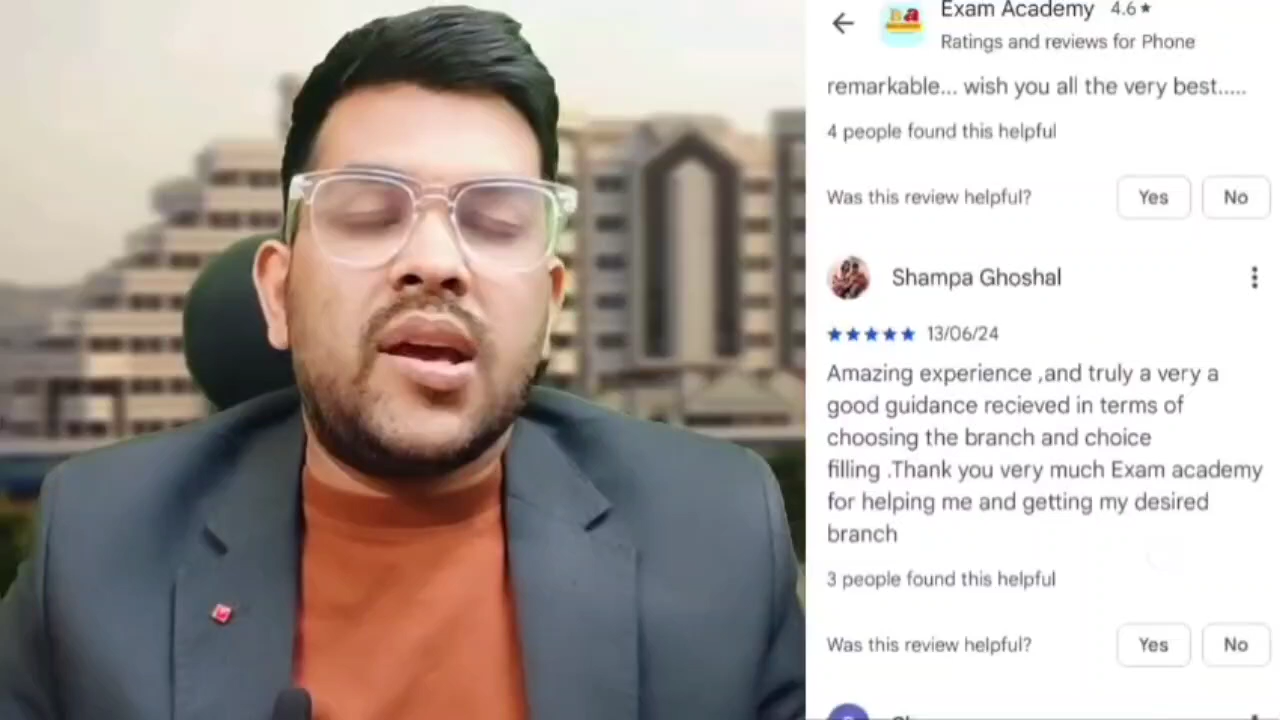 Exam Academy 4.6★
Ratings and reviews for Phone
remarkable... wish you all the very best.....
4 people found this helpful
Was this review helpful?
Yes
No
Shampa Ghoshal
13/06/24
Amazing experience ,and truly a very a
good guidance recieved in terms of
choosing the branch and choice
filling .Thank you very much Exam academy
for helping me and getting my desired
branch
3 people found this helpful
Was this review helpful?
Yes
No